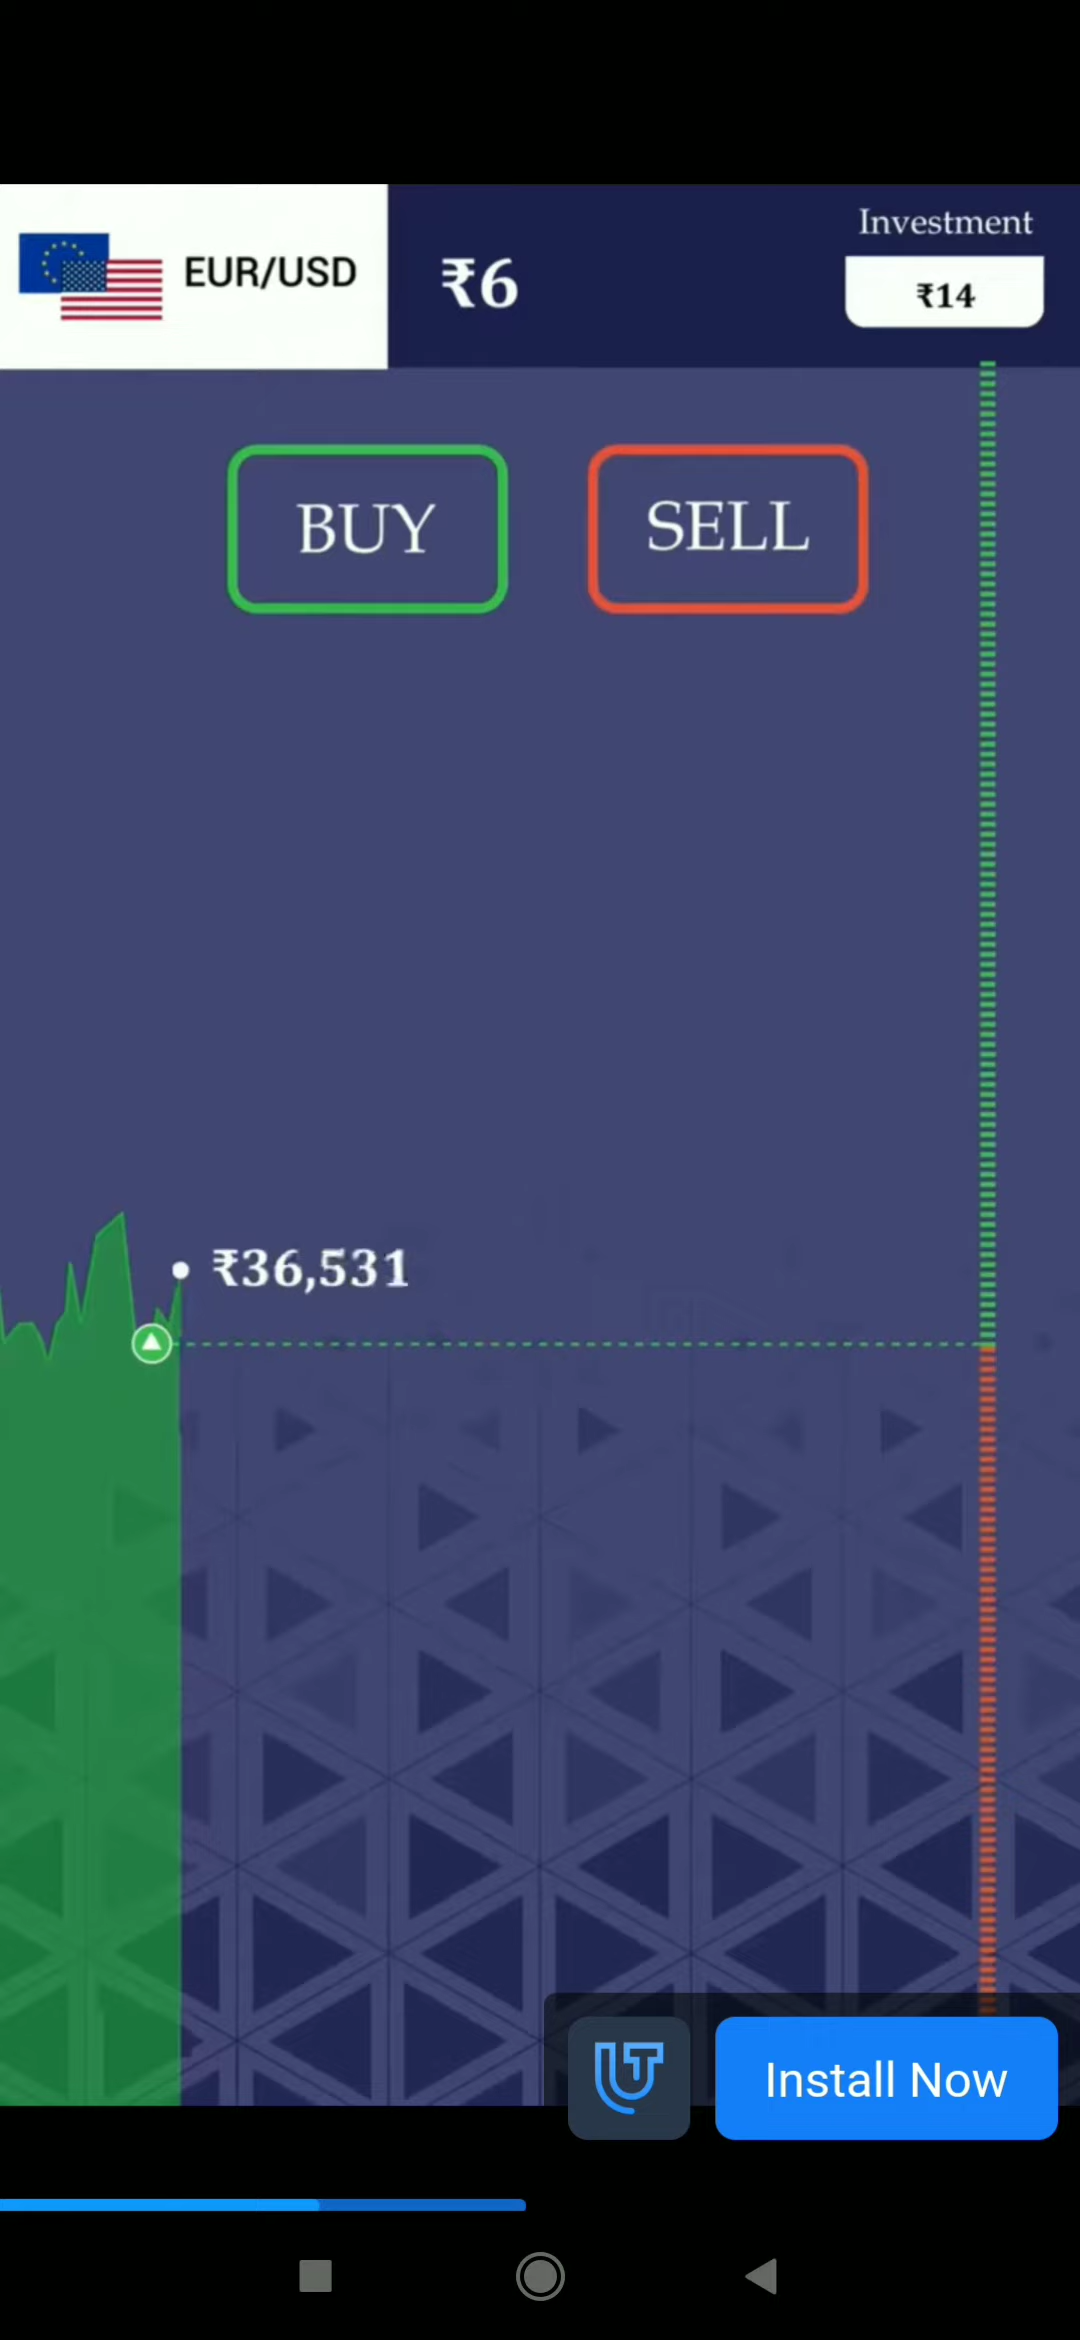 EUR/USD
₹6
Investment
₹14
BUY
SELL
₹36,531
Install Now